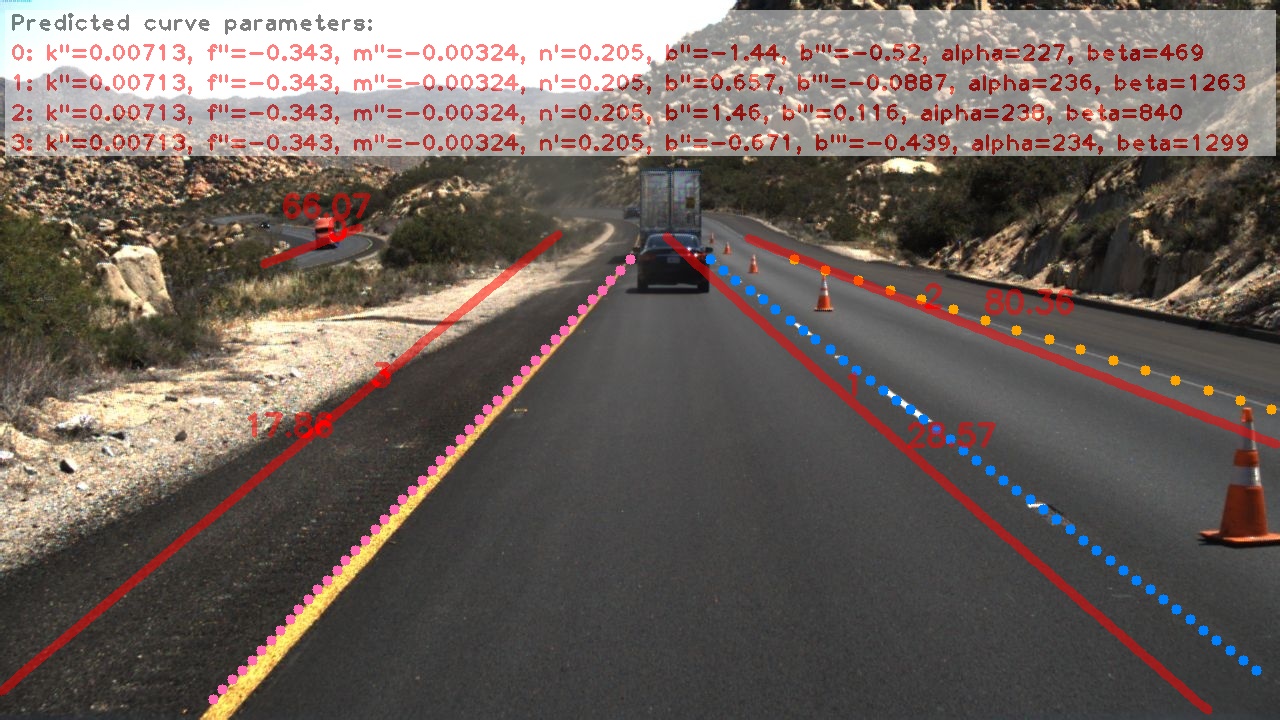 Predicted curve parameters:
0: k''=0.00713, f''=-0.343, m''=-0.00324, n'=0.205, b''=-1.44, b'''=-0.52, alpha=227, beta=469
1: k''=0.00713, f''=-0.343, m''=-0.00324, n'=0.205, b''=0.657, b'''=-0.0887, alpha=236, beta=1263
2: k''=0.00713, f''=-0.343, m''=-0.00324, n'=0.205, b''=1.46, b'''=0.116, alpha=238, beta=840
3: k''=0.00713, f''=-0.343, m''=-0.00324, n'=0.205, b''=-0.671, b'''=-0.439, alpha=234, beta=1299
66.07
2 80.36
3
1
17.86
28.57